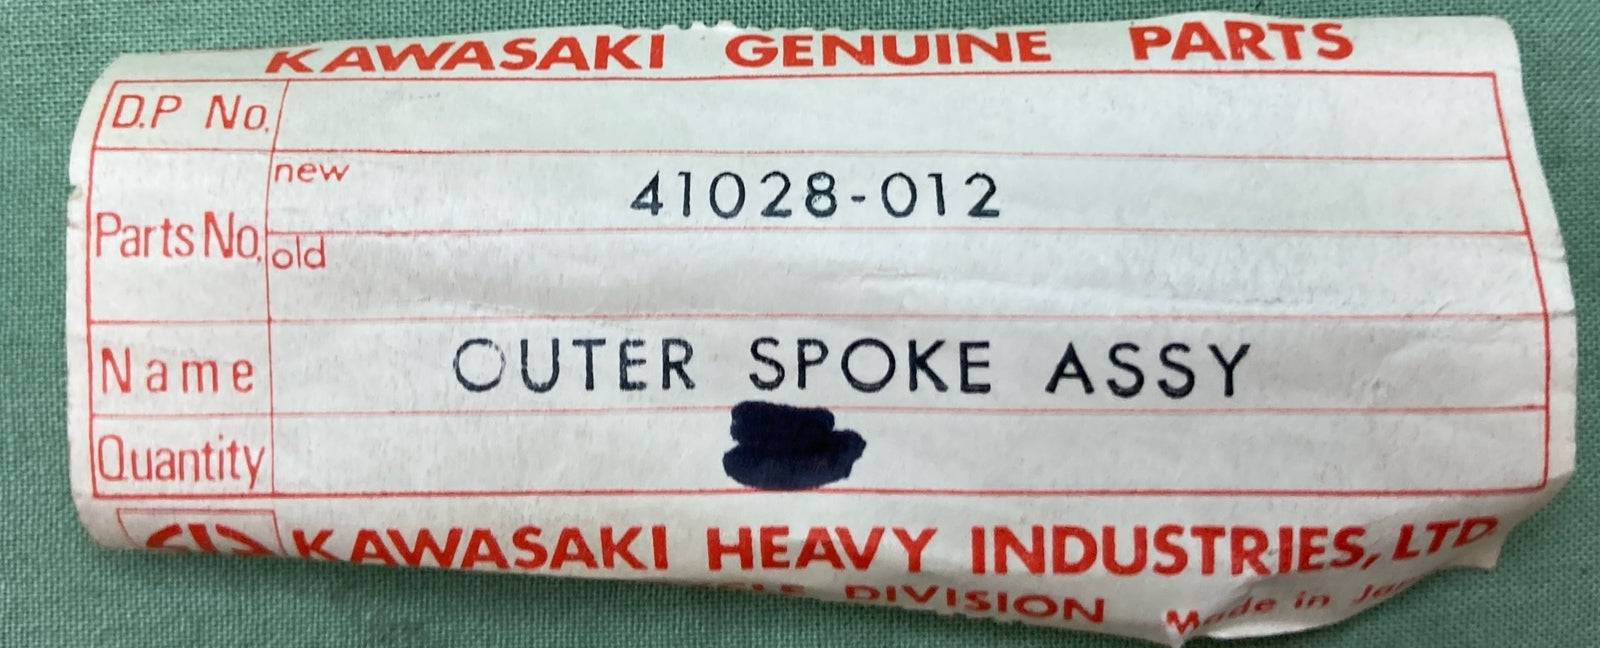 KAWASAKI GENUINE PARTS
D.P No.
Parts No. new 41028-012
old
Name OUTER SPOKE ASSY
Quantity
KAWASAKI HEAVY INDUSTRIES, LTD.
DIVISION Made in